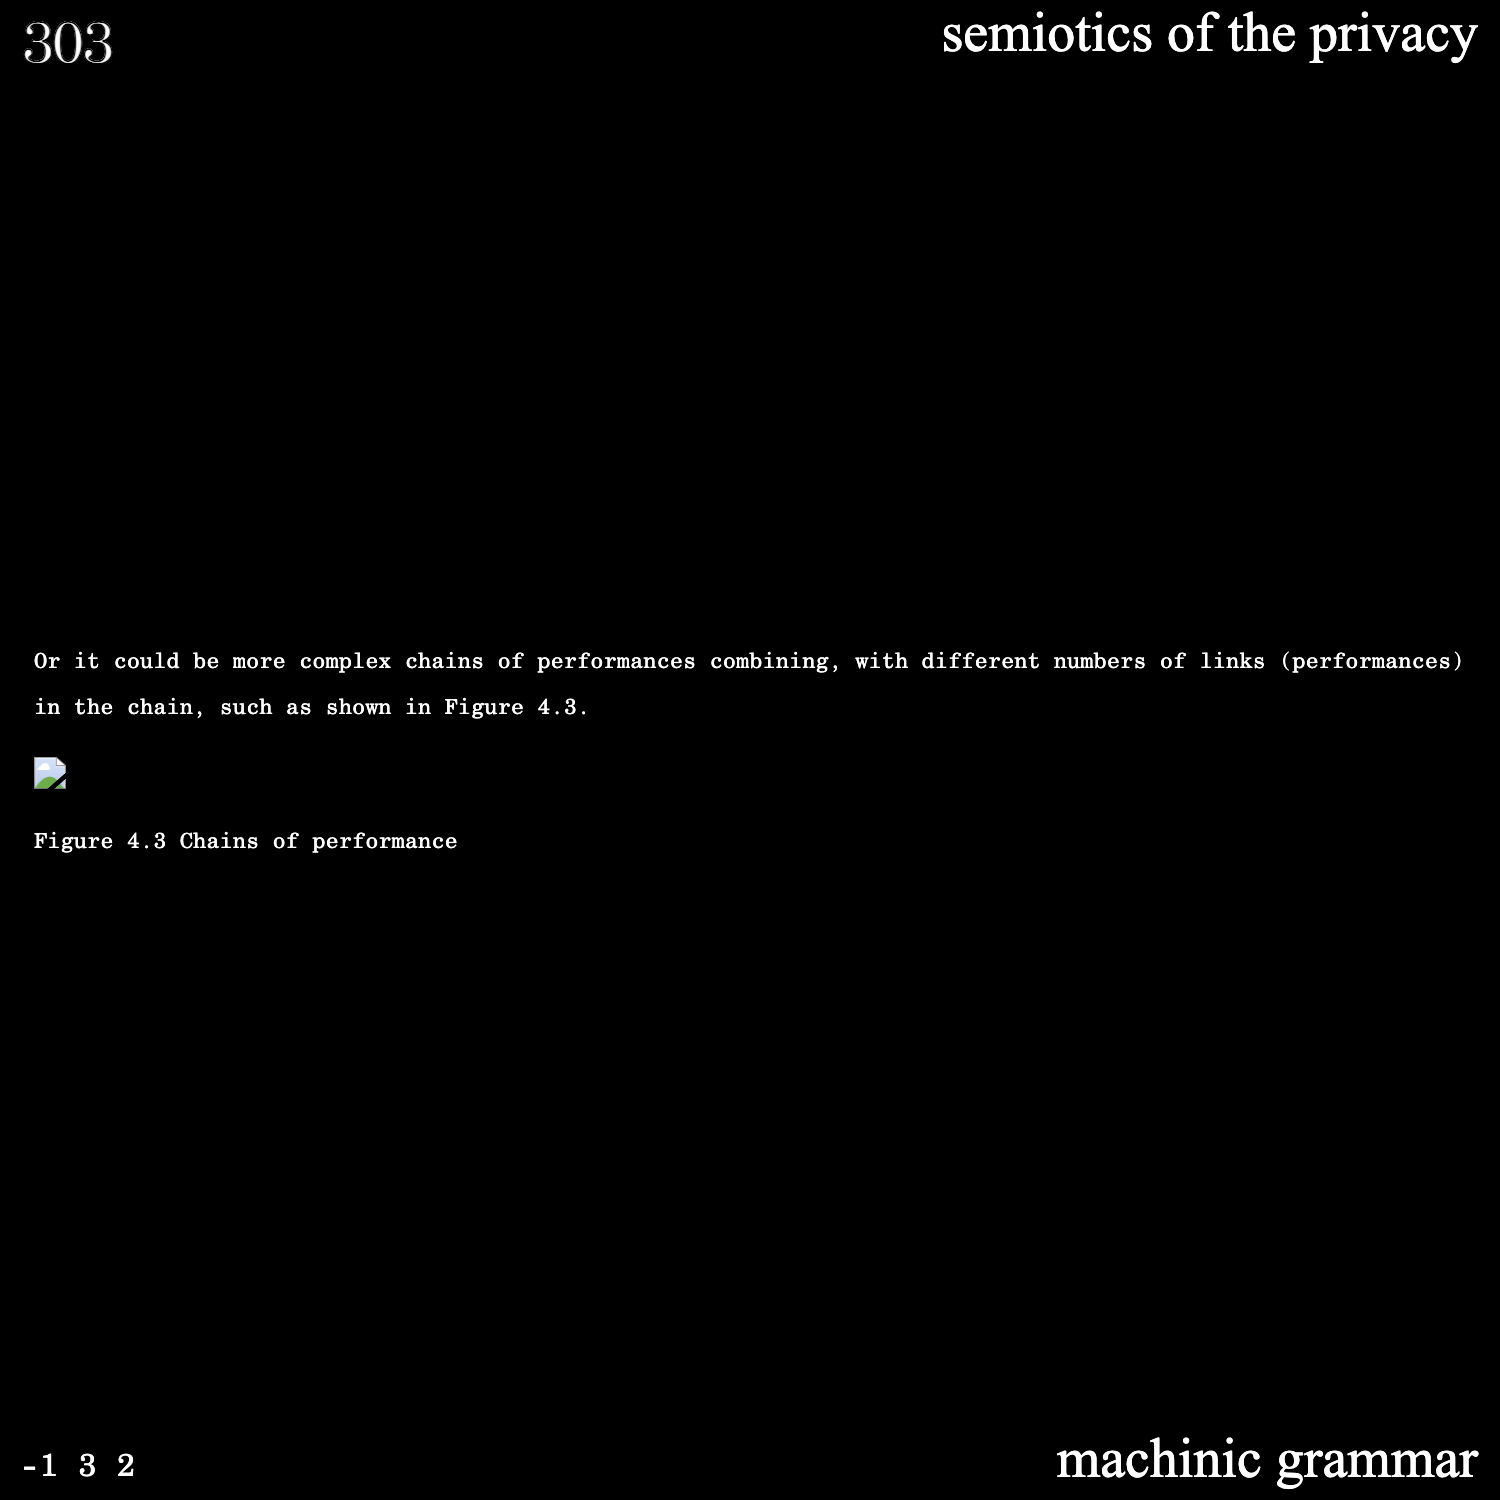 303
semiotics of the privacy
Or it could be more complex chains of performances combining, with different numbers of links (performances)
in the chain, such as shown in Figure 4.3.
Figure 4.3 Chains of performance
-1 3 2
machinic grammar